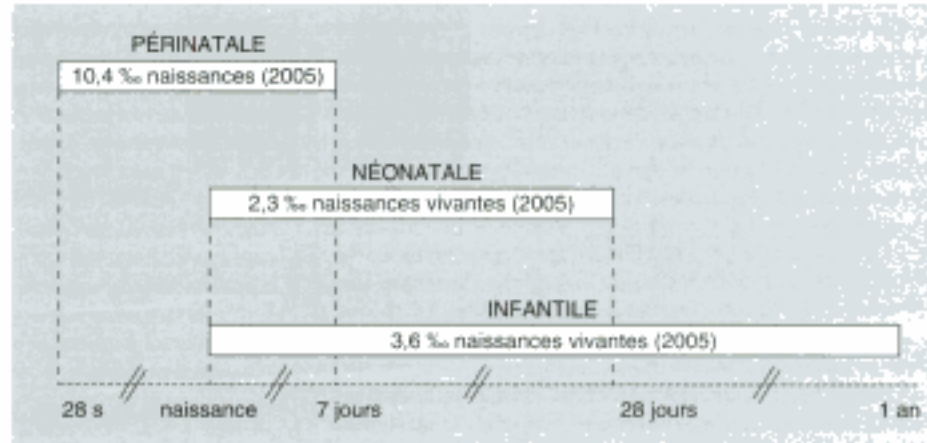 PÉRINATALE
10,4 ‰ naissances (2005)
NÉONATALE
2,3 ‰ naissances vivantes (2005)
INFANTILE
3,6 ‰ naissances vivantes (2005)
28 s naissance 7 jours 28 jours 1 an